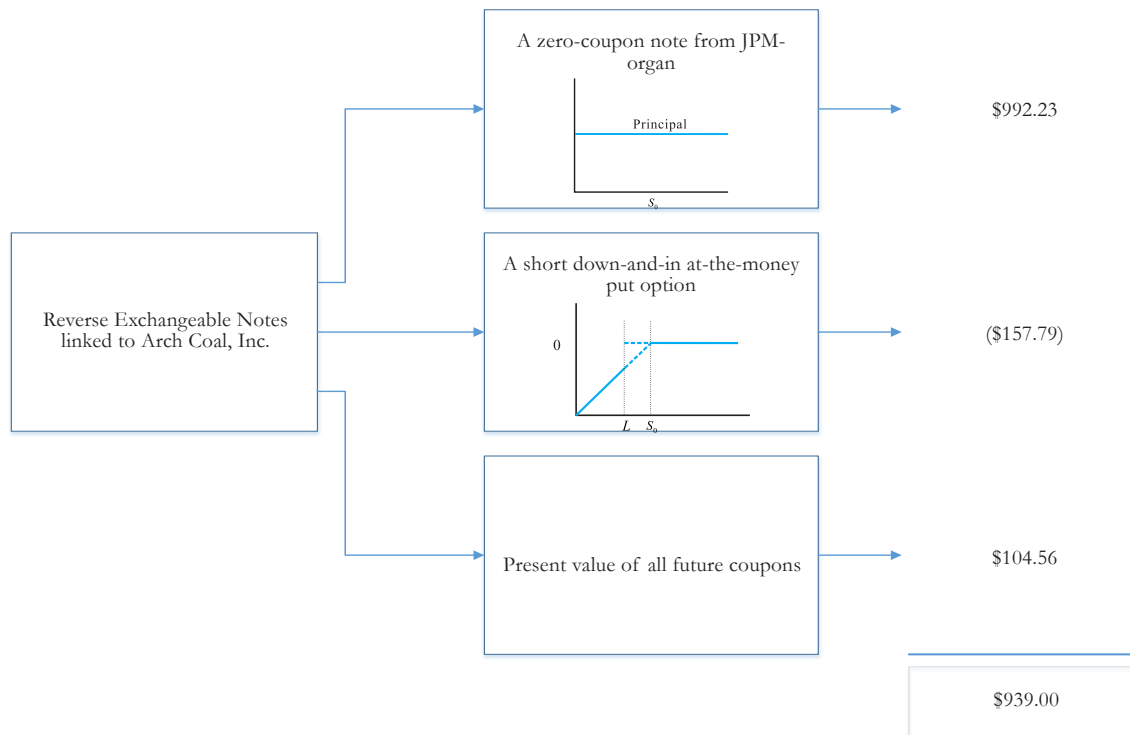 A zero-coupon note from JPM-
organ
Principal
S₀
$992.23
Reverse Exchangeable Notes
linked to Arch Coal, Inc.
A short down-and-in at-the-money
put option
0
L S₀
($157.79)
Present value of all future coupons
$104.56
$939.00